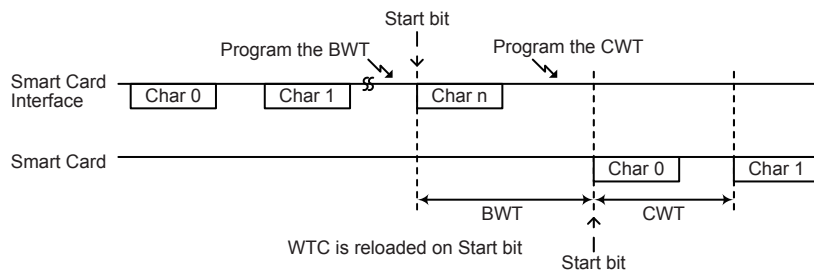 Start bit
Program the BWT
Program the CWT
Smart Card
Interface
Char 0
Char 1
Char n
Smart Card
Char 0
Char 1
BWT
CWT
WTC is reloaded on Start bit
Start bit